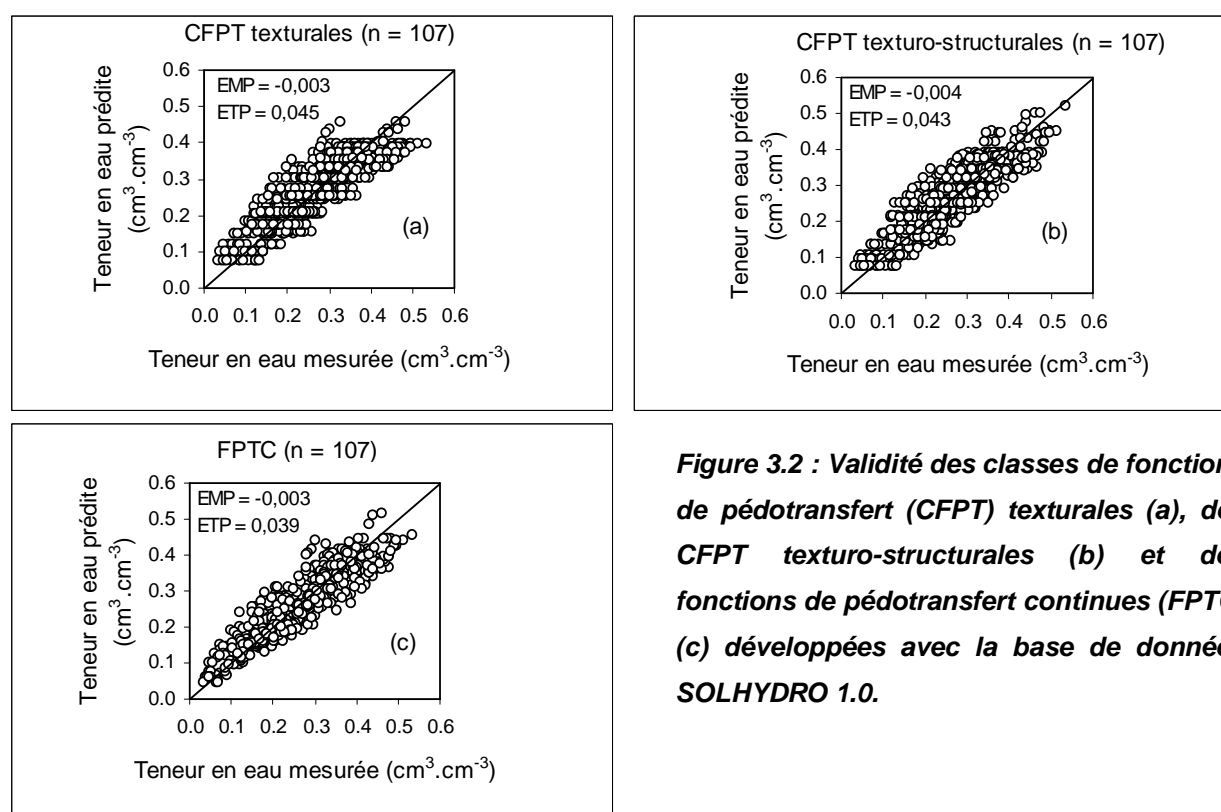 CFPT texturales (n = 107)
EMP = -0,003
ETP = 0,045
Teneur en eau prédite
(cm³.cm⁻³)
0.6
0.5
0.4
0.3
0.2
0.1
0.0
(a)
0.0 0.1 0.2 0.3 0.4 0.5 0.6
Teneur en eau mesurée (cm³.cm⁻³)
CFPT texturo-structurales (n = 107)
EMP = -0,004
ETP = 0,043
Teneur en eau prédite
(cm³.cm⁻³)
0.6
0.5
0.4
0.3
0.2
0.1
0.0
(b)
0.0 0.1 0.2 0.3 0.4 0.5 0.6
Teneur en eau mesurée (cm³.cm⁻³)
FPTC (n = 107)
EMP = -0,003
ETP = 0,039
Teneur en eau prédite
(cm³.cm⁻³)
0.6
0.5
0.4
0.3
0.2
0.1
0.0
(c)
0.0 0.1 0.2 0.3 0.4 0.5 0.6
Teneur en eau mesurée (cm³.cm⁻³)
Figure 3.2 : Validité des classes de fonction
de pédotransfert (CFPT) texturales (a), de
CFPT texturo-structurales (b) et de
fonctions de pédotransfert continues (FPTC
(c) développées avec la base de donnée
SOLHYDRO 1.0.